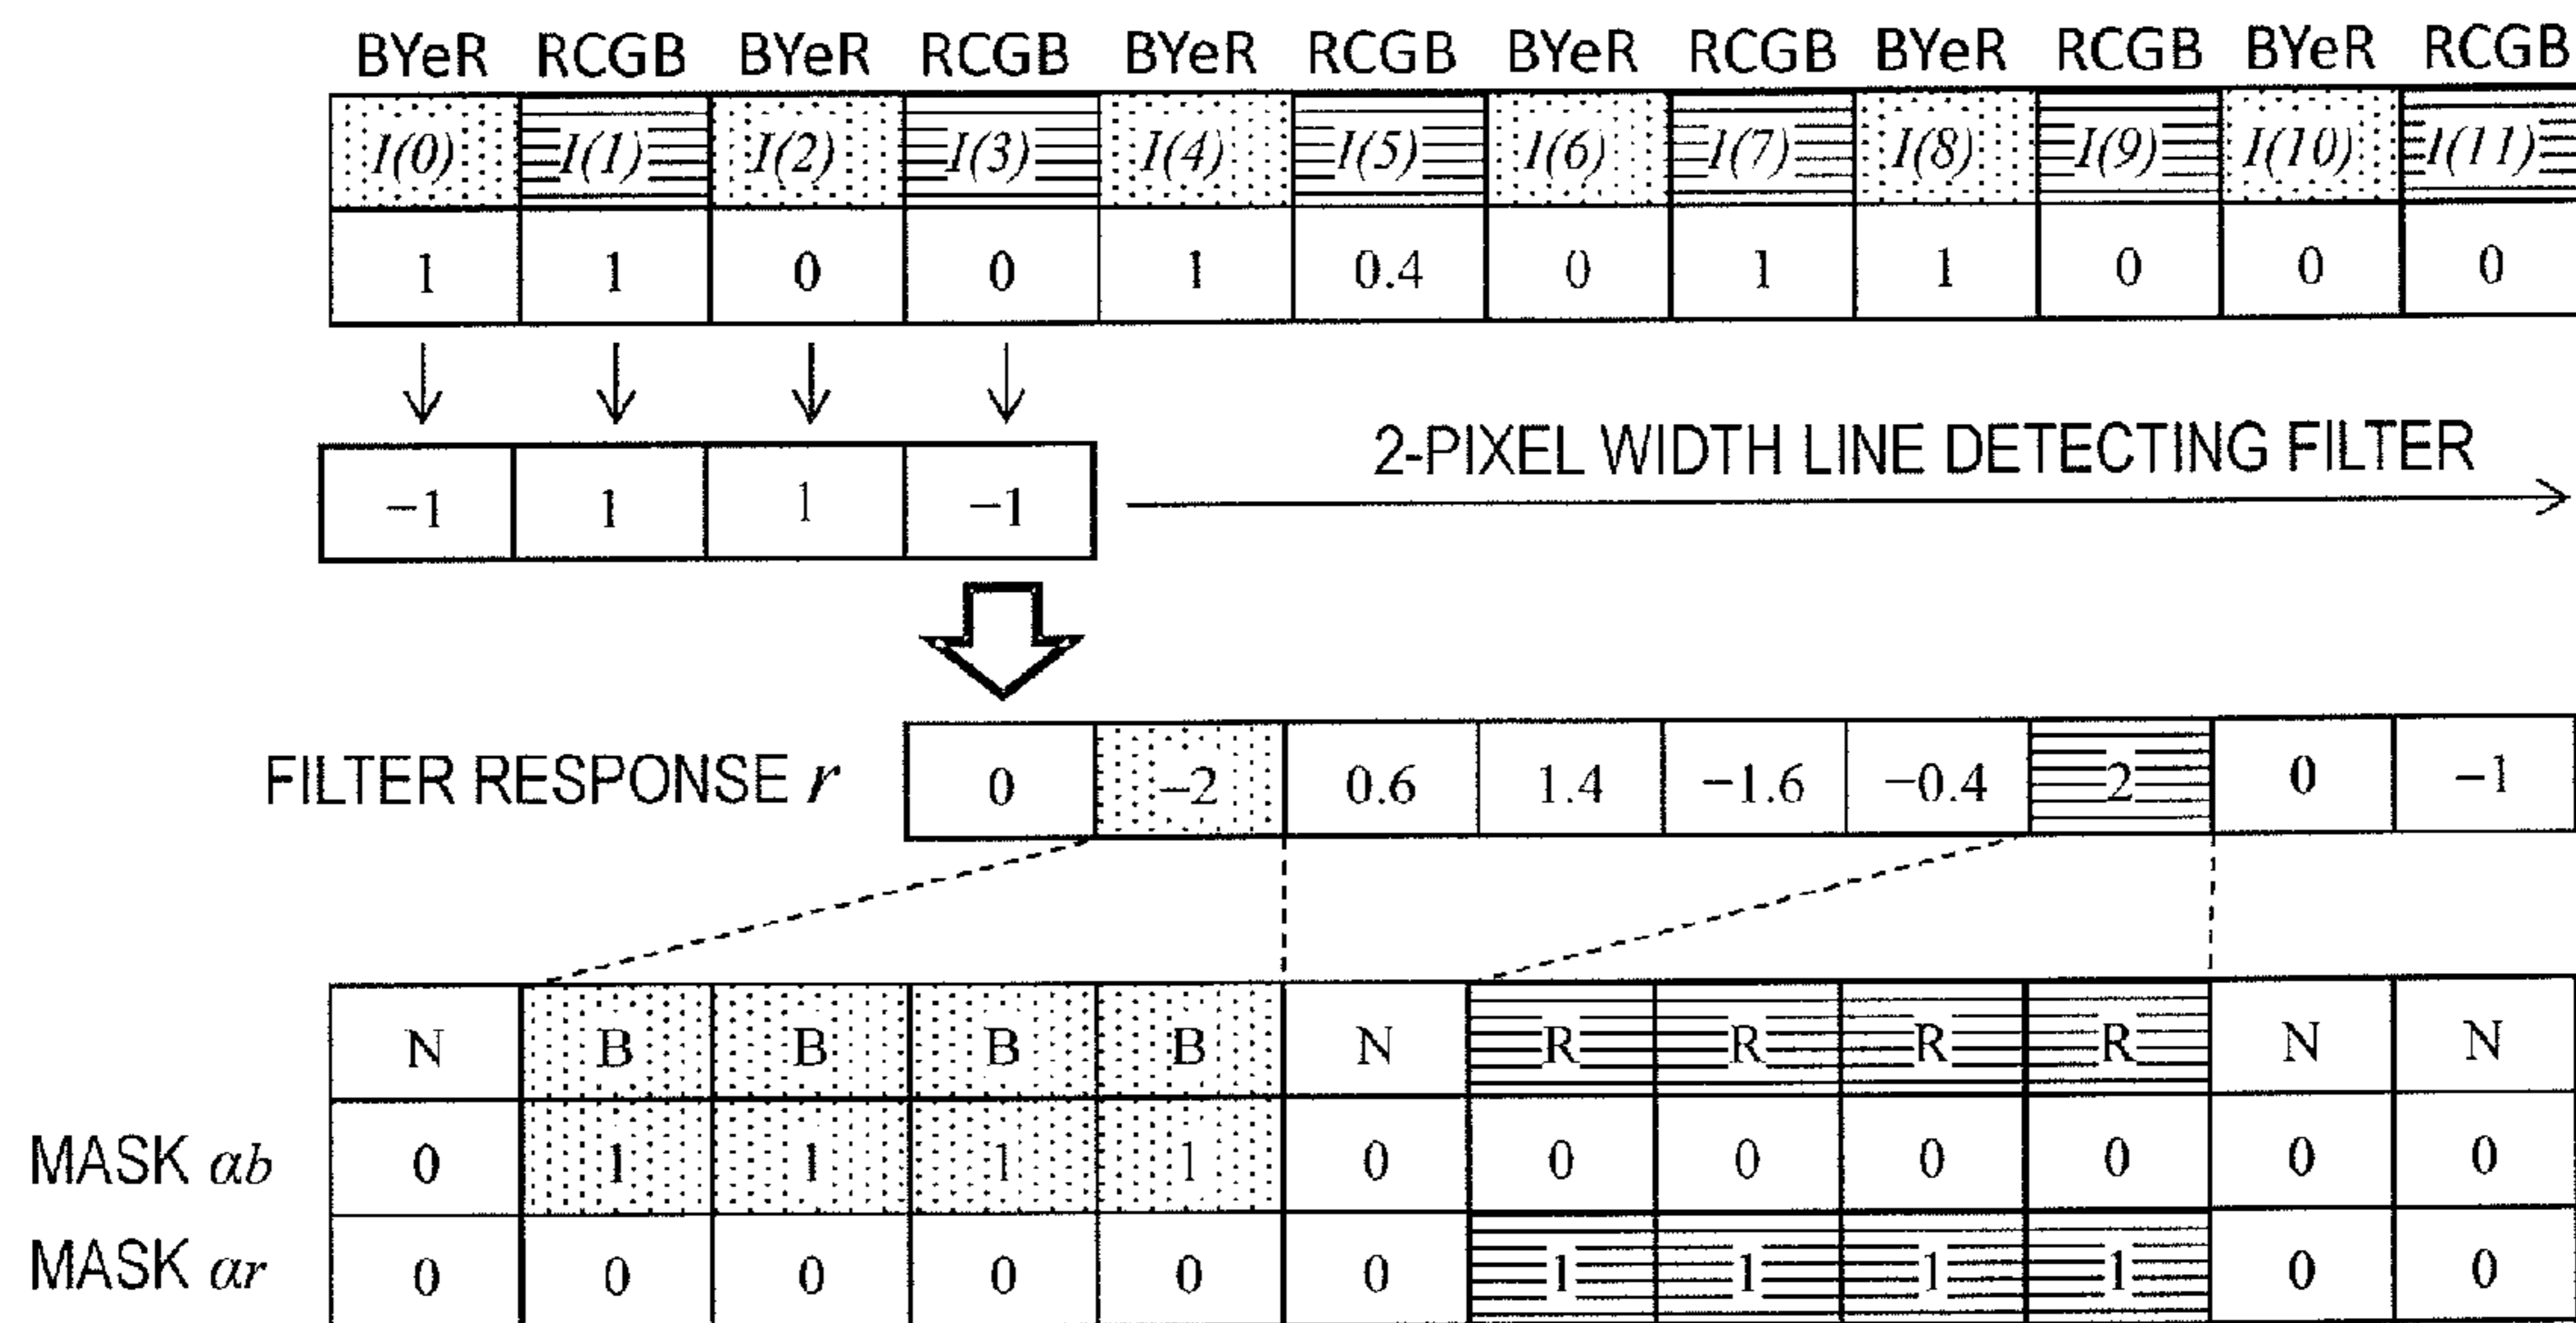 BYeR RCGB BYeR RCGB BYeR RCGB BYeR RCGB BYeR RCGB BYeR RCGB
I(0) I(1) I(2) I(3) I(4) I(5) I(6) I(7) I(8) I(9) I(10) I(11)
1 1 0 0 1 0.4 0 1 1 0 0 0
2-PIXEL WIDTH LINE DETECTING FILTER
−1 1 1 −1
FILTER RESPONSE r 0 −2 0.6 1.4 −1.6 −0.4 2 0 −1
N B B B B N R R R R N N
MASK αb 0 1 1 1 1 0 0 0 0 0 0 0
MASK αr 0 0 0 0 0 0 1 1 1 1 0 0